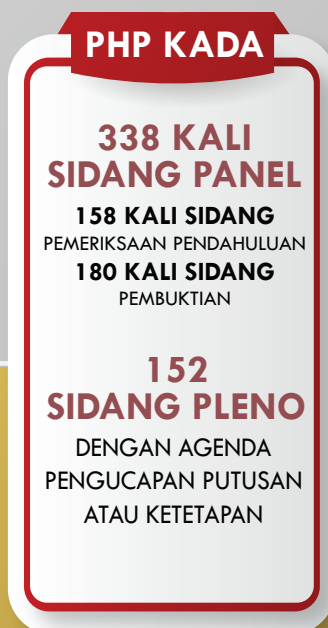 PHP KADA
338 KALI
SIDANG PANEL
158 KALI SIDANG
PEMERIKSAAN PENDAHULUAN
180 KALI SIDANG
PEMBUKTIAN
152
SIDANG PLENO
DENGAN AGENDA
PENGUCAPAN PUTUSAN
ATAU KETETAPAN